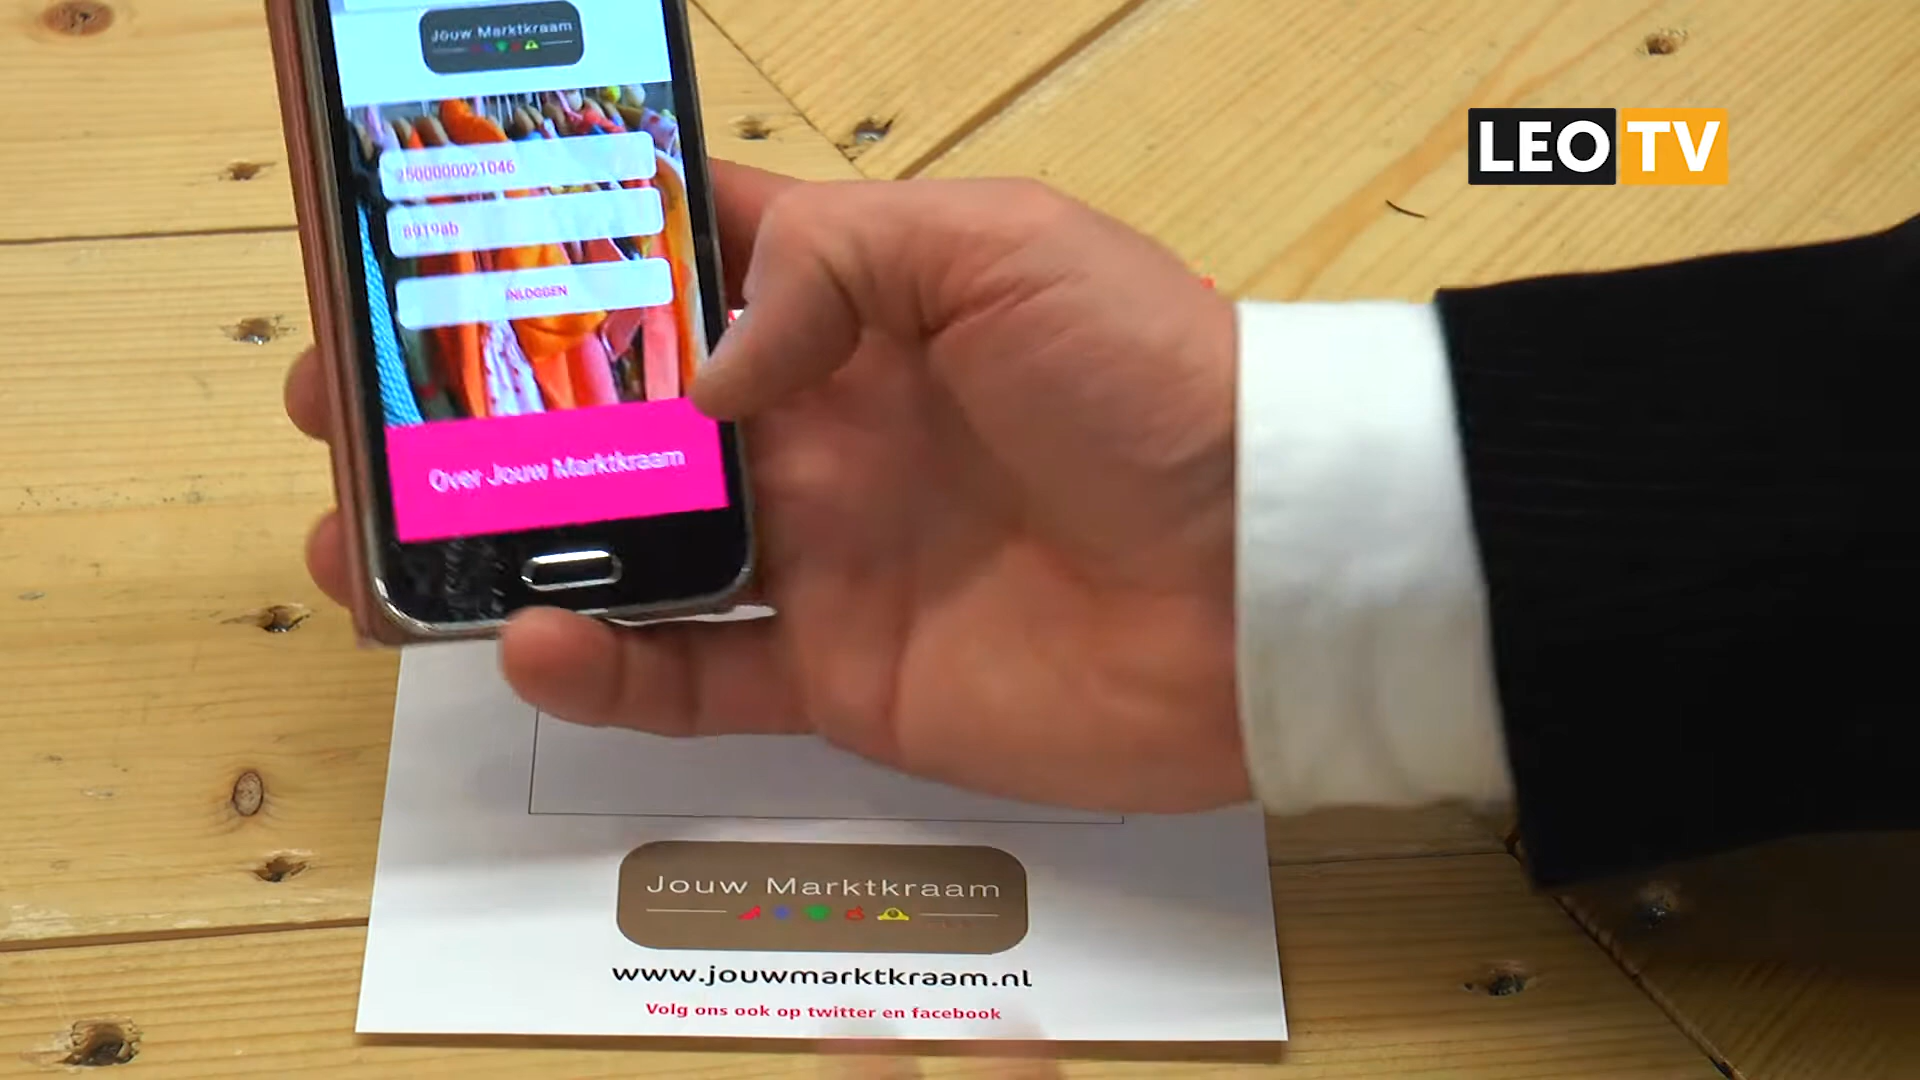 Jouw Marktkraam
2500000021046
8919ab
INLOGGEN
Over Jouw Marktkraam
LEO TV
Jouw Marktkraam
www.jouwmarktkraam.nl
Volg ons ook op twitter en facebook